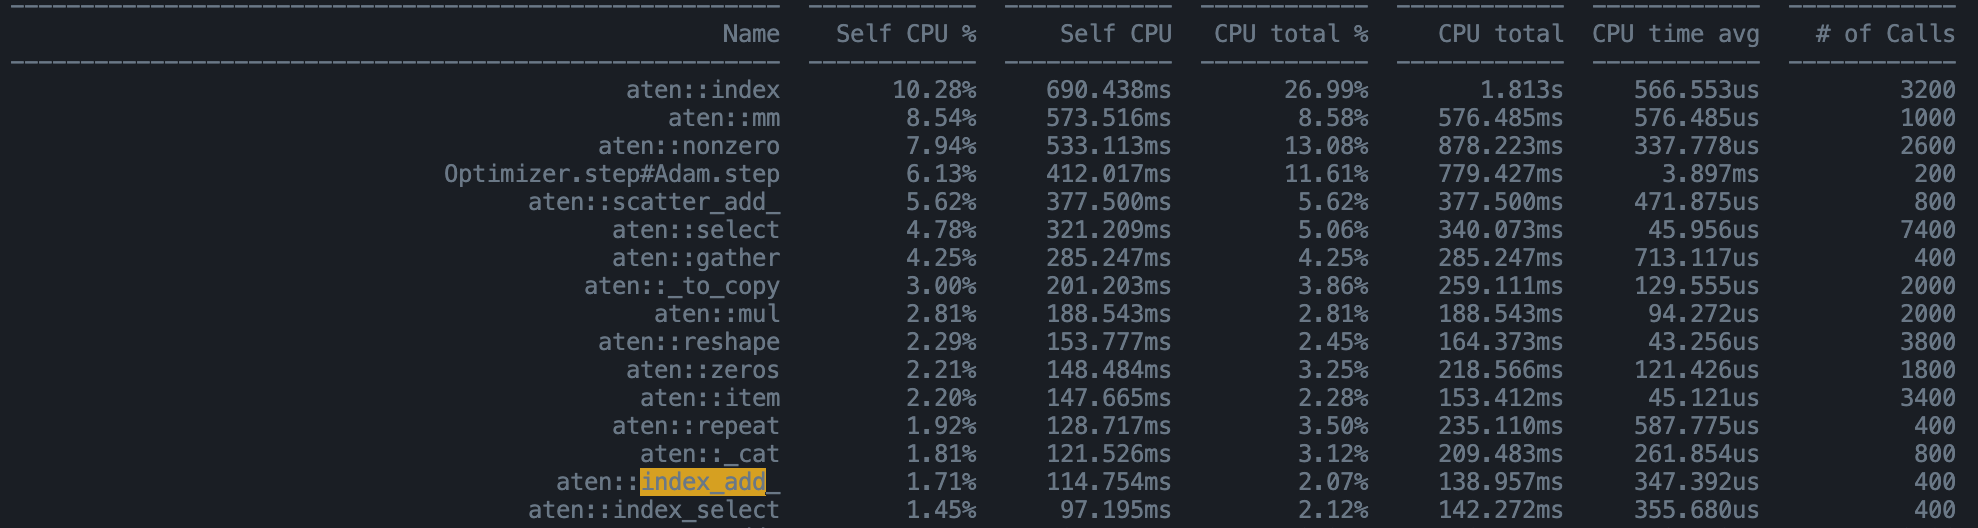 Name Self CPU % Self CPU CPU total % CPU total CPU time avg # of Calls
aten::index 10.28% 690.438ms 26.99% 1.813s 566.553us 3200
aten::mm 8.54% 573.516ms 8.58% 576.485ms 576.485us 1000
aten::nonzero 7.94% 533.113ms 13.08% 878.223ms 337.778us 2600
Optimizer.step#Adam.step 6.13% 412.017ms 11.61% 779.427ms 3.897ms 200
aten::scatter_add_ 5.62% 377.500ms 5.62% 377.500ms 471.875us 800
aten::select 4.78% 321.209ms 5.06% 340.073ms 45.956us 7400
aten::gather 4.25% 285.247ms 4.25% 285.247ms 713.117us 400
aten::_to_copy 3.00% 201.203ms 3.86% 259.111ms 129.555us 2000
aten::mul 2.81% 188.543ms 2.81% 188.543ms 94.272us 2000
aten::reshape 2.29% 153.777ms 2.45% 164.373ms 43.256us 3800
aten::zeros 2.21% 148.484ms 3.25% 218.566ms 121.426us 1800
aten::item 2.20% 147.665ms 2.28% 153.412ms 45.121us 3400
aten::repeat 1.92% 128.717ms 3.50% 235.110ms 587.775us 400
aten::_cat 1.81% 121.526ms 3.12% 209.483ms 261.854us 800
aten::index_add_ 1.71% 114.754ms 2.07% 138.957ms 347.392us 400
aten::index_select 1.45% 97.195ms 2.12% 142.272ms 355.680us 400